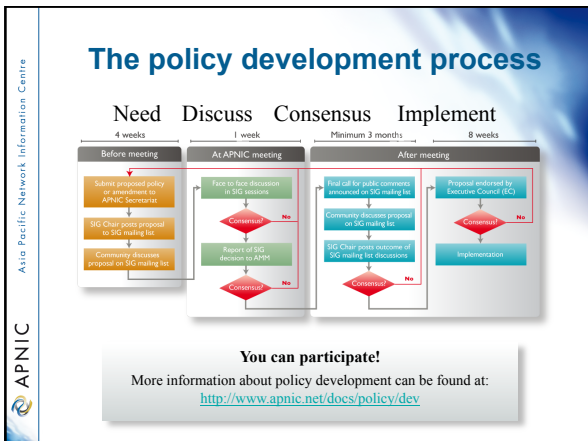 The policy development process
Asia Pacific Network Information Centre
APNIC
Need Discuss Consensus Implement
4 weeks
1 week
Minimum 3 months
8 weeks
Before meeting
At APNIC meeting
After meeting
Submit proposed policy
or amendment to
APNIC Secretariat
SIG Chair posts proposal
to SIG mailing list
Community discusses
proposal on SIG mailing list
Face to face discussion
in SIG sessions
Consensus?
No
Report of SIG
decision to AMM
Consensus?
No
Final call for public comments
announced on SIG mailing list
Community discusses proposal
on SIG mailing list
SIG Chair posts outcome of
SIG mailing list discussions
Consensus?
No
Proposal endorsed by
Executive Council (EC)
Consensus?
No
Implementation
You can participate!
More information about policy development can be found at:
http://www.apnic.net/docs/policy/dev